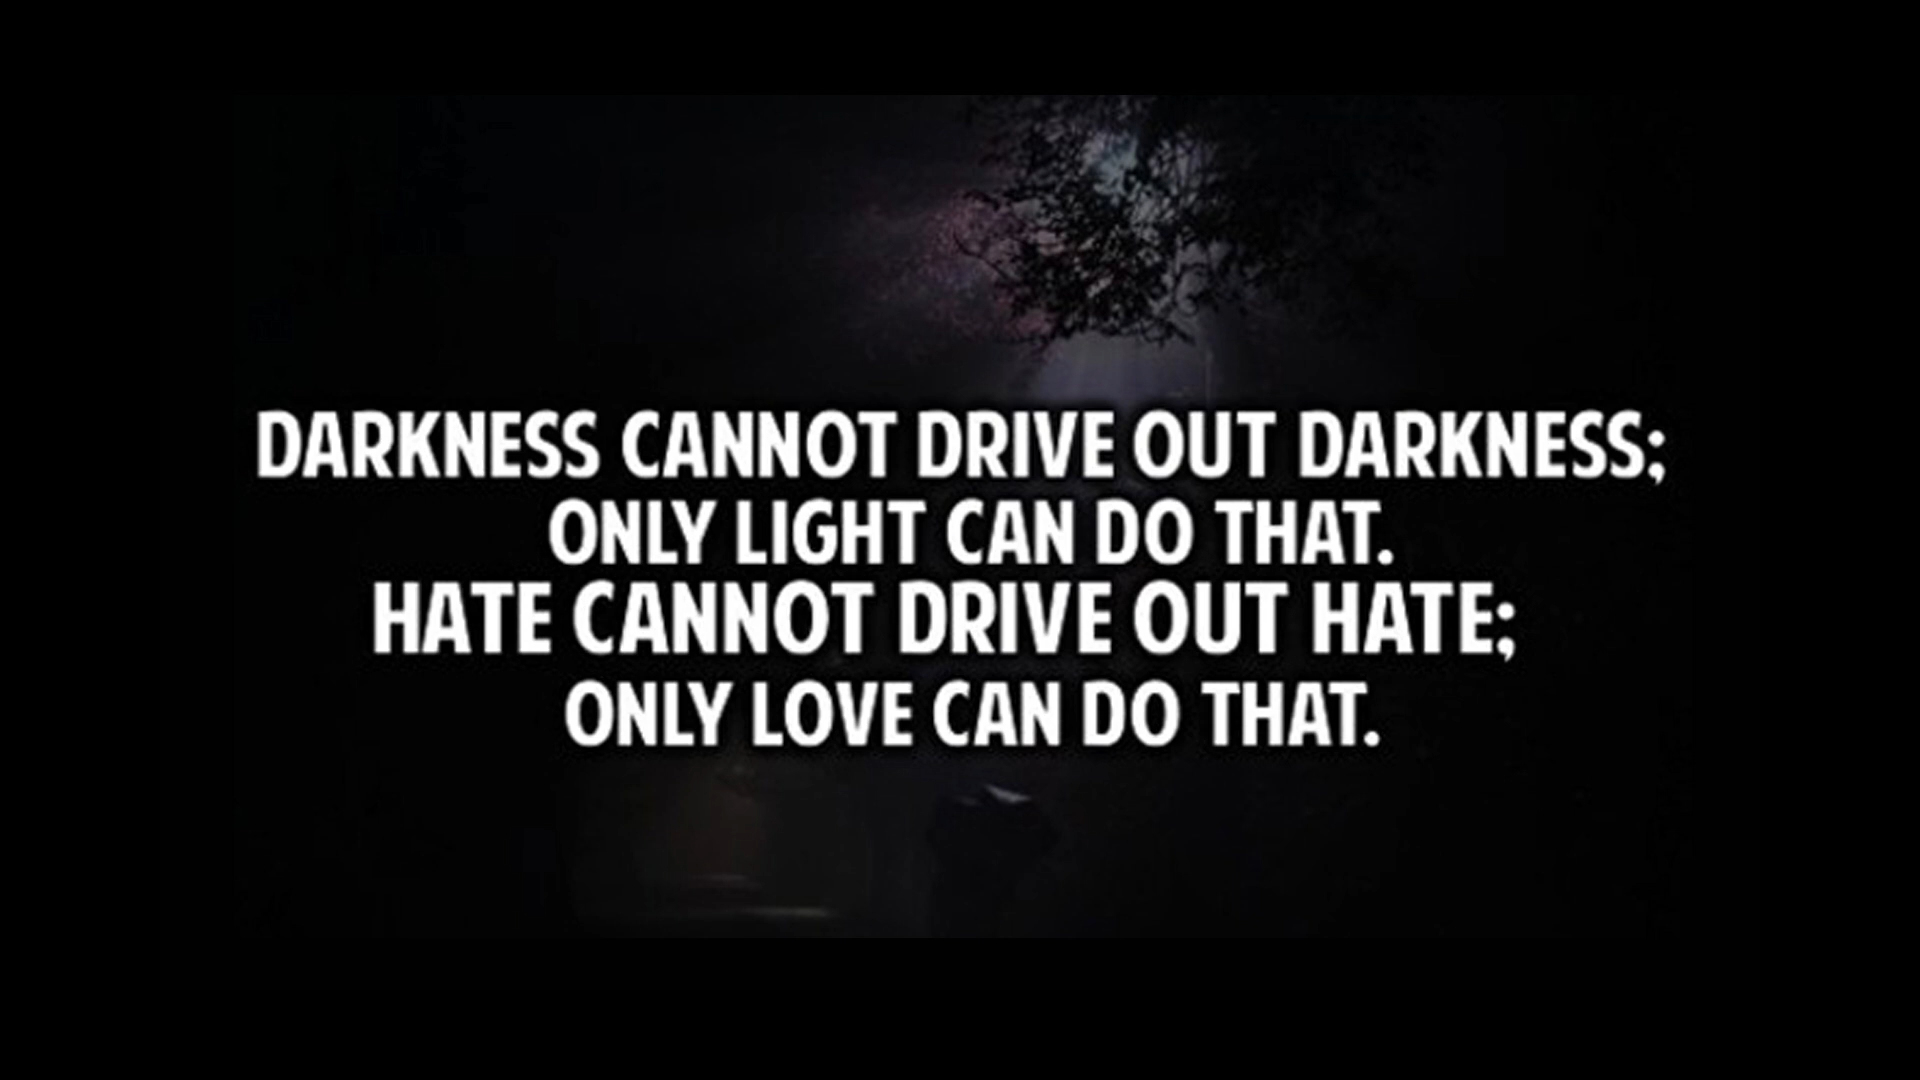 DARKNESS CANNOT DRIVE OUT DARKNESS;
ONLY LIGHT CAN DO THAT.
HATE CANNOT DRIVE OUT HATE;
ONLY LOVE CAN DO THAT.